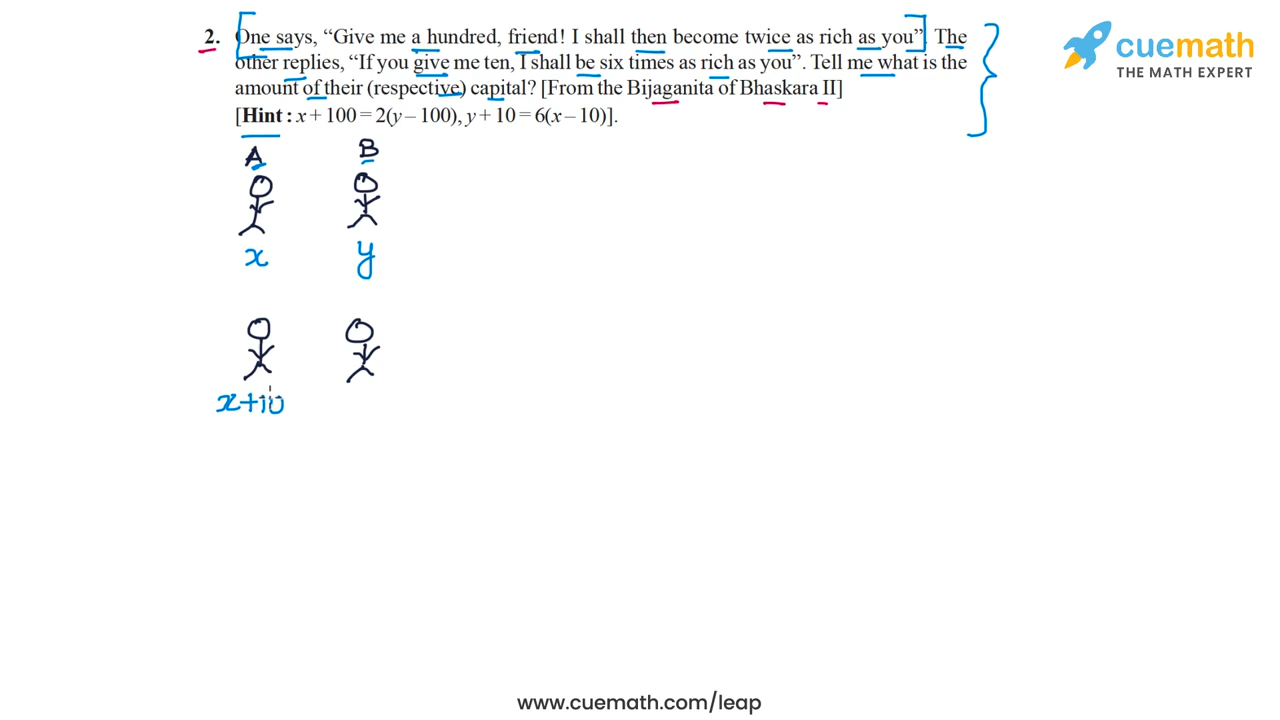 2. One says, “Give me a hundred, friend! I shall then become twice as rich as you”. The
other replies, “If you give me ten, I shall be six times as rich as you”. Tell me what is the
amount of their (respective) capital? [From the Bijaganita of Bhaskara II]
[Hint : x + 100 = 2(y – 100), y + 10 = 6(x – 10)].
cuemath
THE MATH EXPERT
A B
x y
x+10
www.cuemath.com/leap